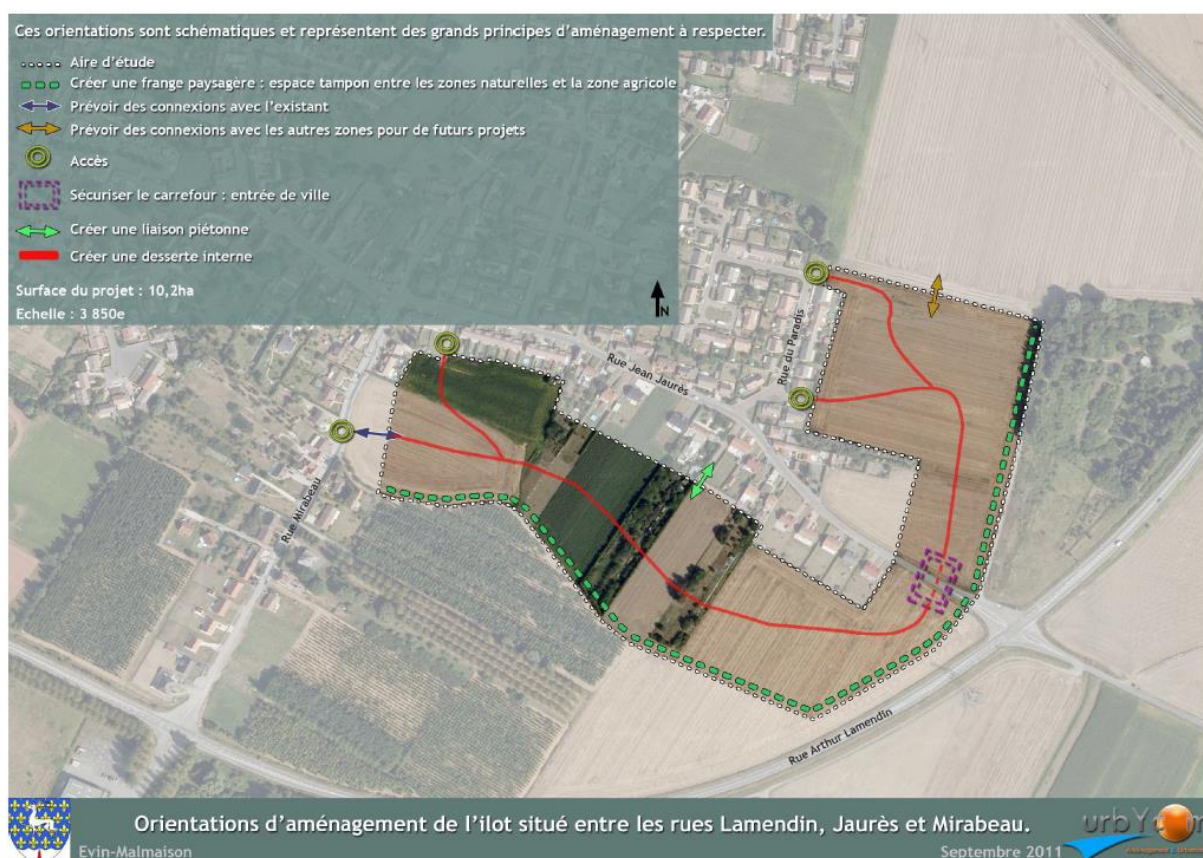 Ces orientations sont schématiques et représentent des grands principes d'aménagement à respecter.
Aire d'étude
Créer une frange paysagère : espace tampon entre les zones naturelles et la zone agricole
Prévoir des connexions avec l'existant
Prévoir des connexions avec les autres zones pour de futurs projets
Accès
Sécuriser le carrefour : entrée de ville
Créer une liaison piétonne
Créer une desserte interne
Surface du projet : 10,2ha
Echelle : 3 850e
N
Rue du Paradis
Rue Jean Jaurès
Rue Mirabeau
Rue Arthur Lamendin
Orientations d'aménagement de l'ilot situé entre les rues Lamendin, Jaurès et Mirabeau.
Evin-Malmaison
Septembre 2011